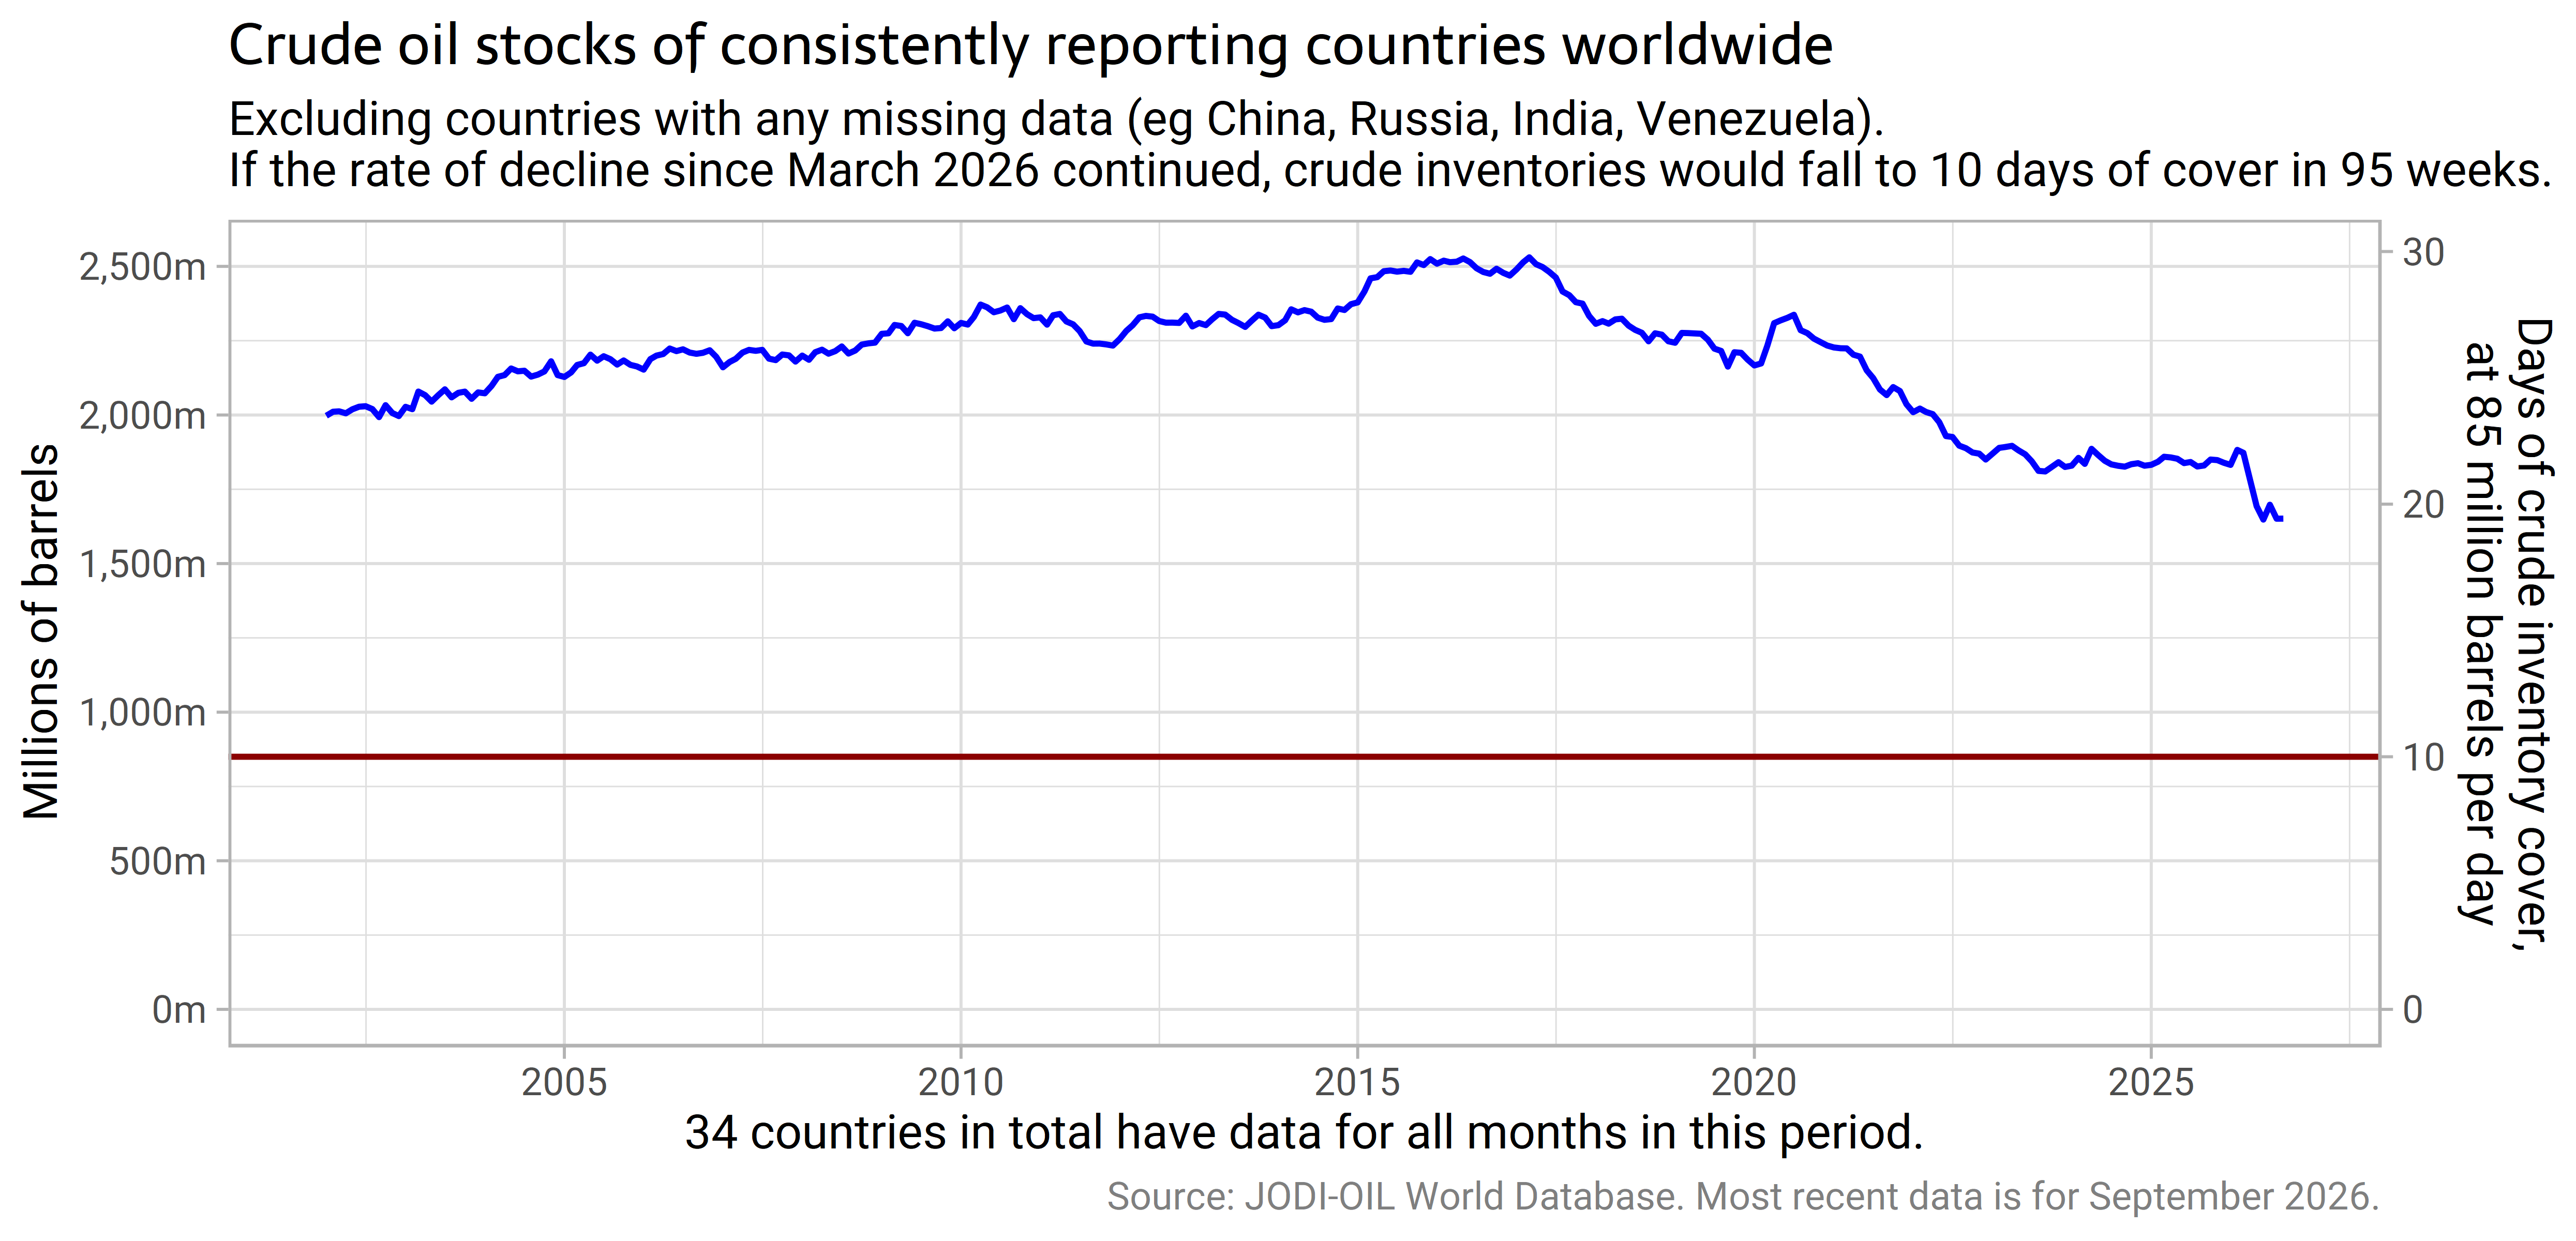 Crude oil stocks of consistently reporting countries worldwide
Excluding countries with any missing data (eg China, Russia, India, Venezuela).
If the rate of decline since March 2026 continued, crude inventories would fall to 10 days of cover in 95 weeks.
Millions of barrels
2,500m
2,000m
1,500m
1,000m
500m
0m
30
20
10
0
Days of crude inventory cover,
at 85 million barrels per day
2005
2010
2015
2020
2025
34 countries in total have data for all months in this period.
Source: JODI-OIL World Database. Most recent data is for September 2026.